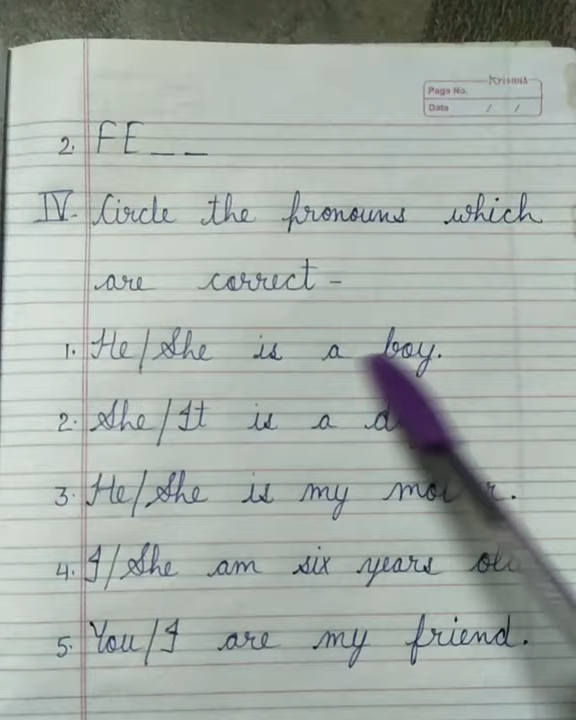 Krishna
Page No.
Date / /
2. FE _ _
IV. Circle the pronouns which
are correct -
1. He/She is a boy.
2. She/It is a
3. He/She is my
4. I/She am six years
5. You/I are my friend.